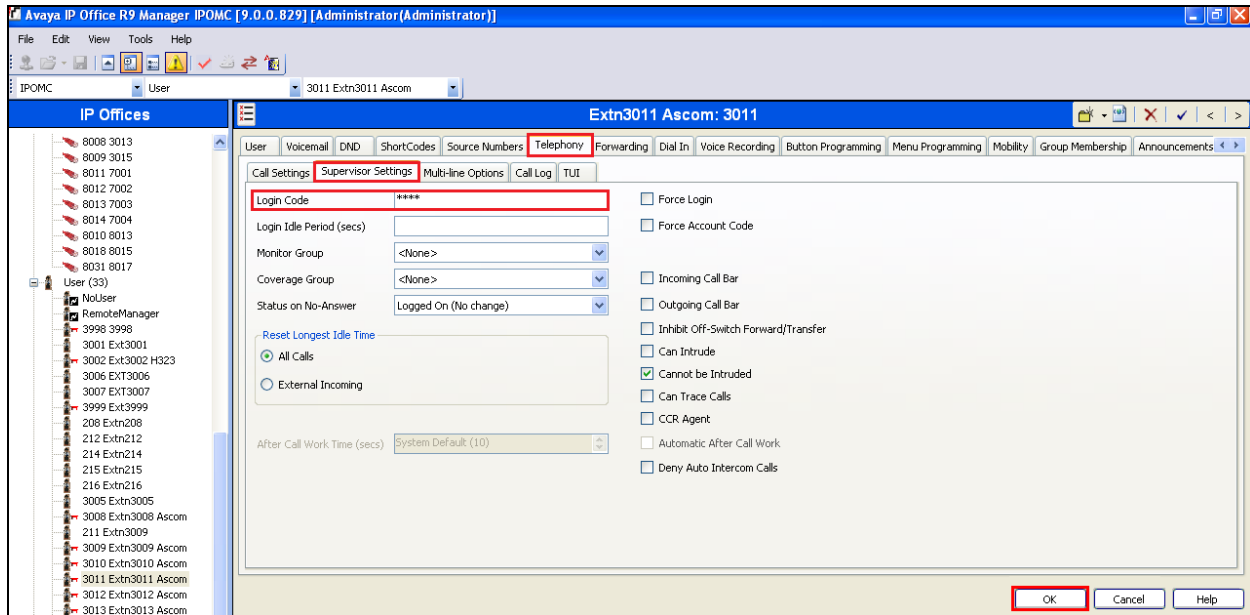 Avaya IP Office R9 Manager IPOMC [9.0.0.829] [Administrator(Administrator)]
File Edit View Tools Help
IPOMC User 3011 Extn3011 Ascom
IP Offices
8008 3013
8009 3015
8011 7001
8012 7002
8013 7003
8014 7004
8010 8013
8018 8015
8031 8017
User (33)
NoUser
RemoteManager
3998 3998
3001 Ext3001
3002 Ext3002 H323
3006 EXT3006
3007 EXT3007
3999 Ext3999
208 Extn208
212 Extn212
214 Extn214
215 Extn215
216 Extn216
3005 Extn3005
3008 Extn3008 Ascom
211 Extn3009
3009 Extn3009 Ascom
3010 Extn3010 Ascom
3011 Extn3011 Ascom
3012 Extn3012 Ascom
3013 Extn3013 Ascom
Extn3011 Ascom: 3011
User Voicemail DND ShortCodes Source Numbers Telephony Forwarding Dial In Voice Recording Button Programming Menu Programming Mobility Group Membership Announcements
Call Settings Supervisor Settings Multi-line Options Call Log TUI
Login Code ****
Login Idle Period (secs)
Monitor Group <None>
Coverage Group <None>
Status on No-Answer Logged On (No change)
Reset Longest Idle Time
All Calls
External Incoming
After Call Work Time (secs) System Default (10)
Force Login
Force Account Code
Incoming Call Bar
Outgoing Call Bar
Inhibit Off-Switch Forward/Transfer
Can Intrude
Cannot be Intruded
Can Trace Calls
CCR Agent
Automatic After Call Work
Deny Auto Intercom Calls
OK Cancel Help